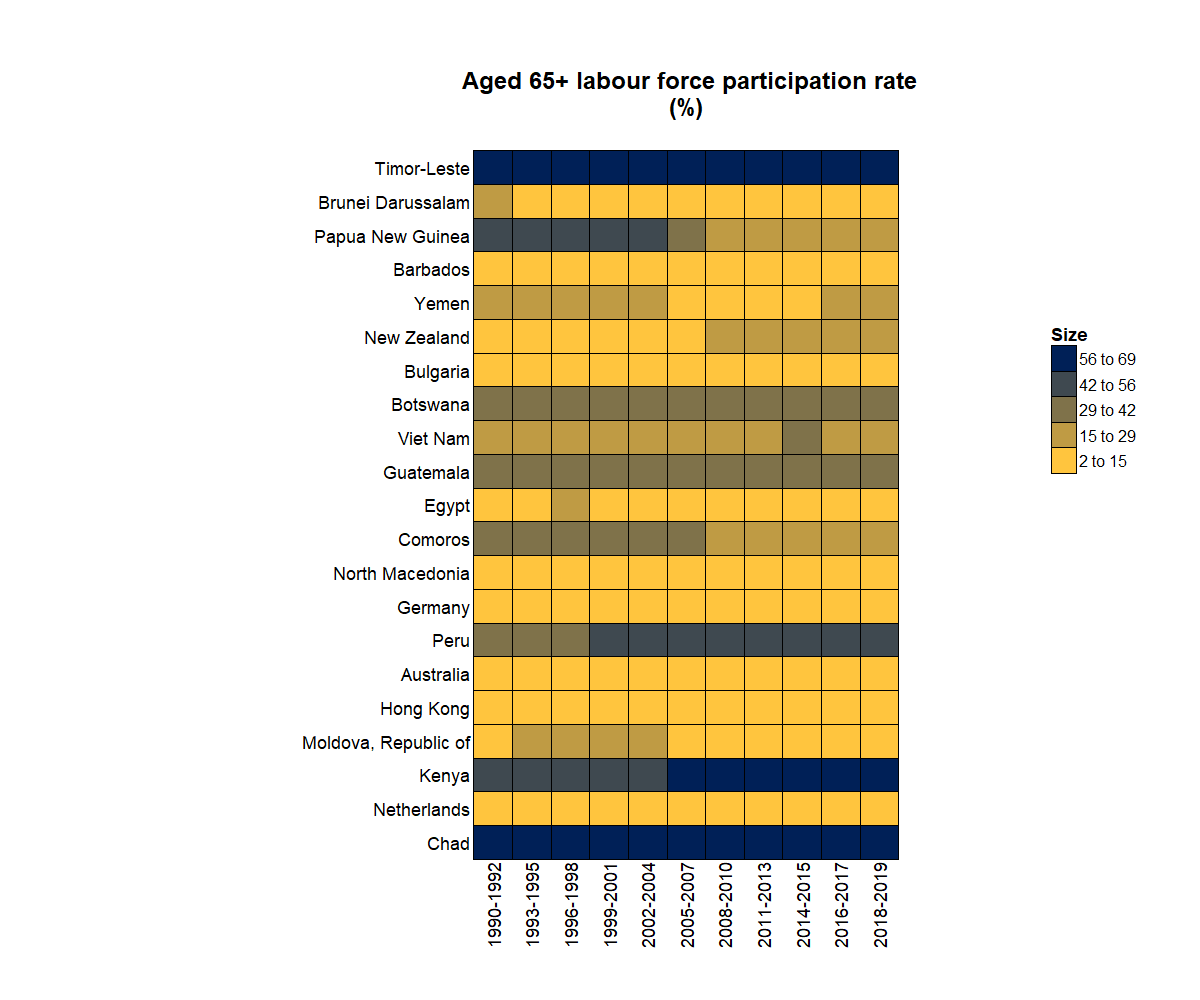 Aged 65+ labour force participation rate
(%)
Timor-Leste
Brunei Darussalam
Papua New Guinea
Barbados
Yemen
New Zealand
Bulgaria
Botswana
Viet Nam
Guatemala
Egypt
Comoros
North Macedonia
Germany
Peru
Australia
Hong Kong
Moldova, Republic of
Kenya
Netherlands
Chad
1990-1992
1993-1995
1996-1998
1999-2001
2002-2004
2005-2007
2008-2010
2011-2013
2014-2015
2016-2017
2018-2019
Size
56 to 69
42 to 56
29 to 42
15 to 29
2 to 15